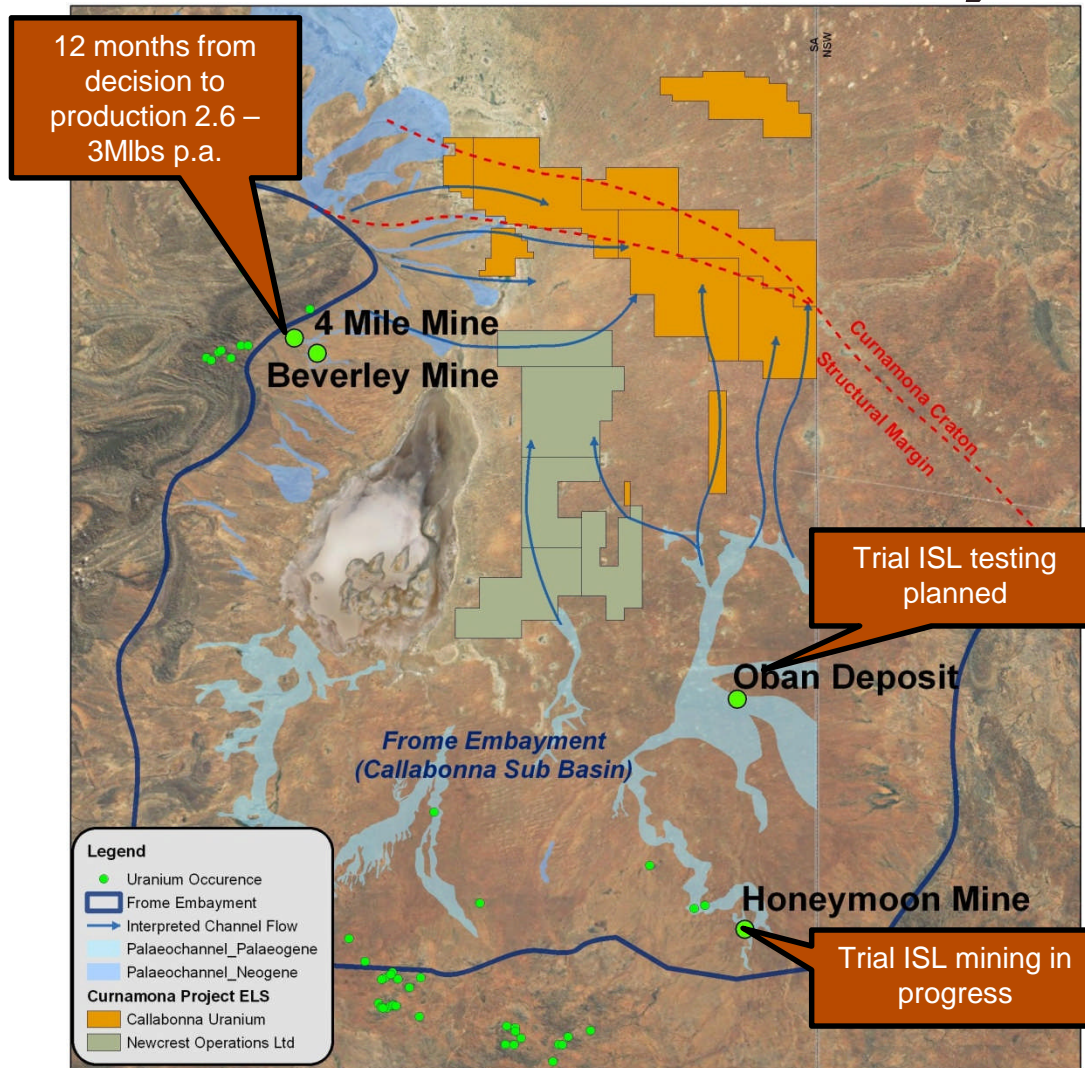 12 months from
decision to
production 2.6 –
3Mlbs p.a.
SA
NSW
4 Mile Mine
Beverley Mine
Curnamona Craton
Structural Margin
Trial ISL testing
planned
Oban Deposit
Frome Embayment
(Callabonna Sub Basin)
Honeymoon Mine
Trial ISL mining in
progress
Legend
Uranium Occurence
Frome Embayment
Interpreted Channel Flow
Palaeochannel_Palaeogene
Palaeochannel_Neogene
Curnamona Project ELS
Callabonna Uranium
Newcrest Operations Ltd